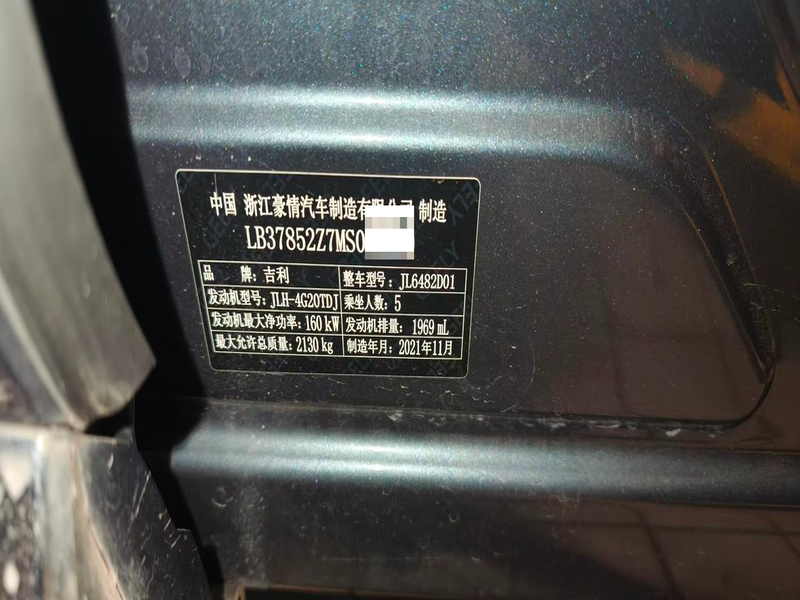 中国 浙江豪情汽车制造有限公司 制造
LB37852Z7MS0
品 牌: 吉利 整车型号: JL6482D01
发动机型号: JLH-4G20TDJ 乘坐人数: 5
发动机最大净功率: 160 kW 发动机排量: 1969 mL
最大允许总质量: 2130 kg 制造年月: 2021年11月
GEELY